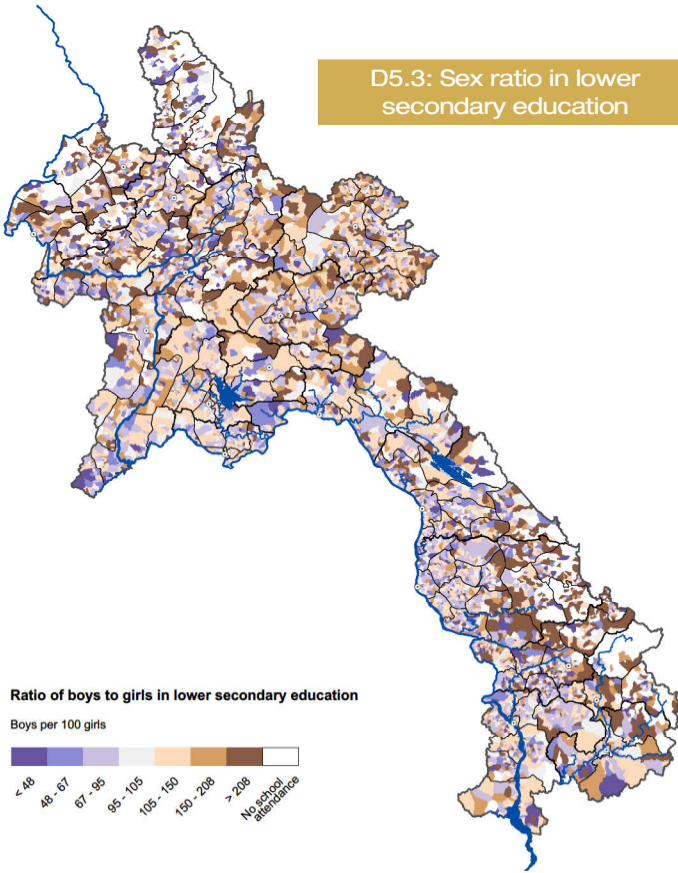 D5.3: Sex ratio in lower
secondary education
Ratio of boys to girls in lower secondary education
Boys per 100 girls
< 48
48 - 67
67 - 95
95 - 105
105 - 150
150 - 208
> 208
No school
attendance